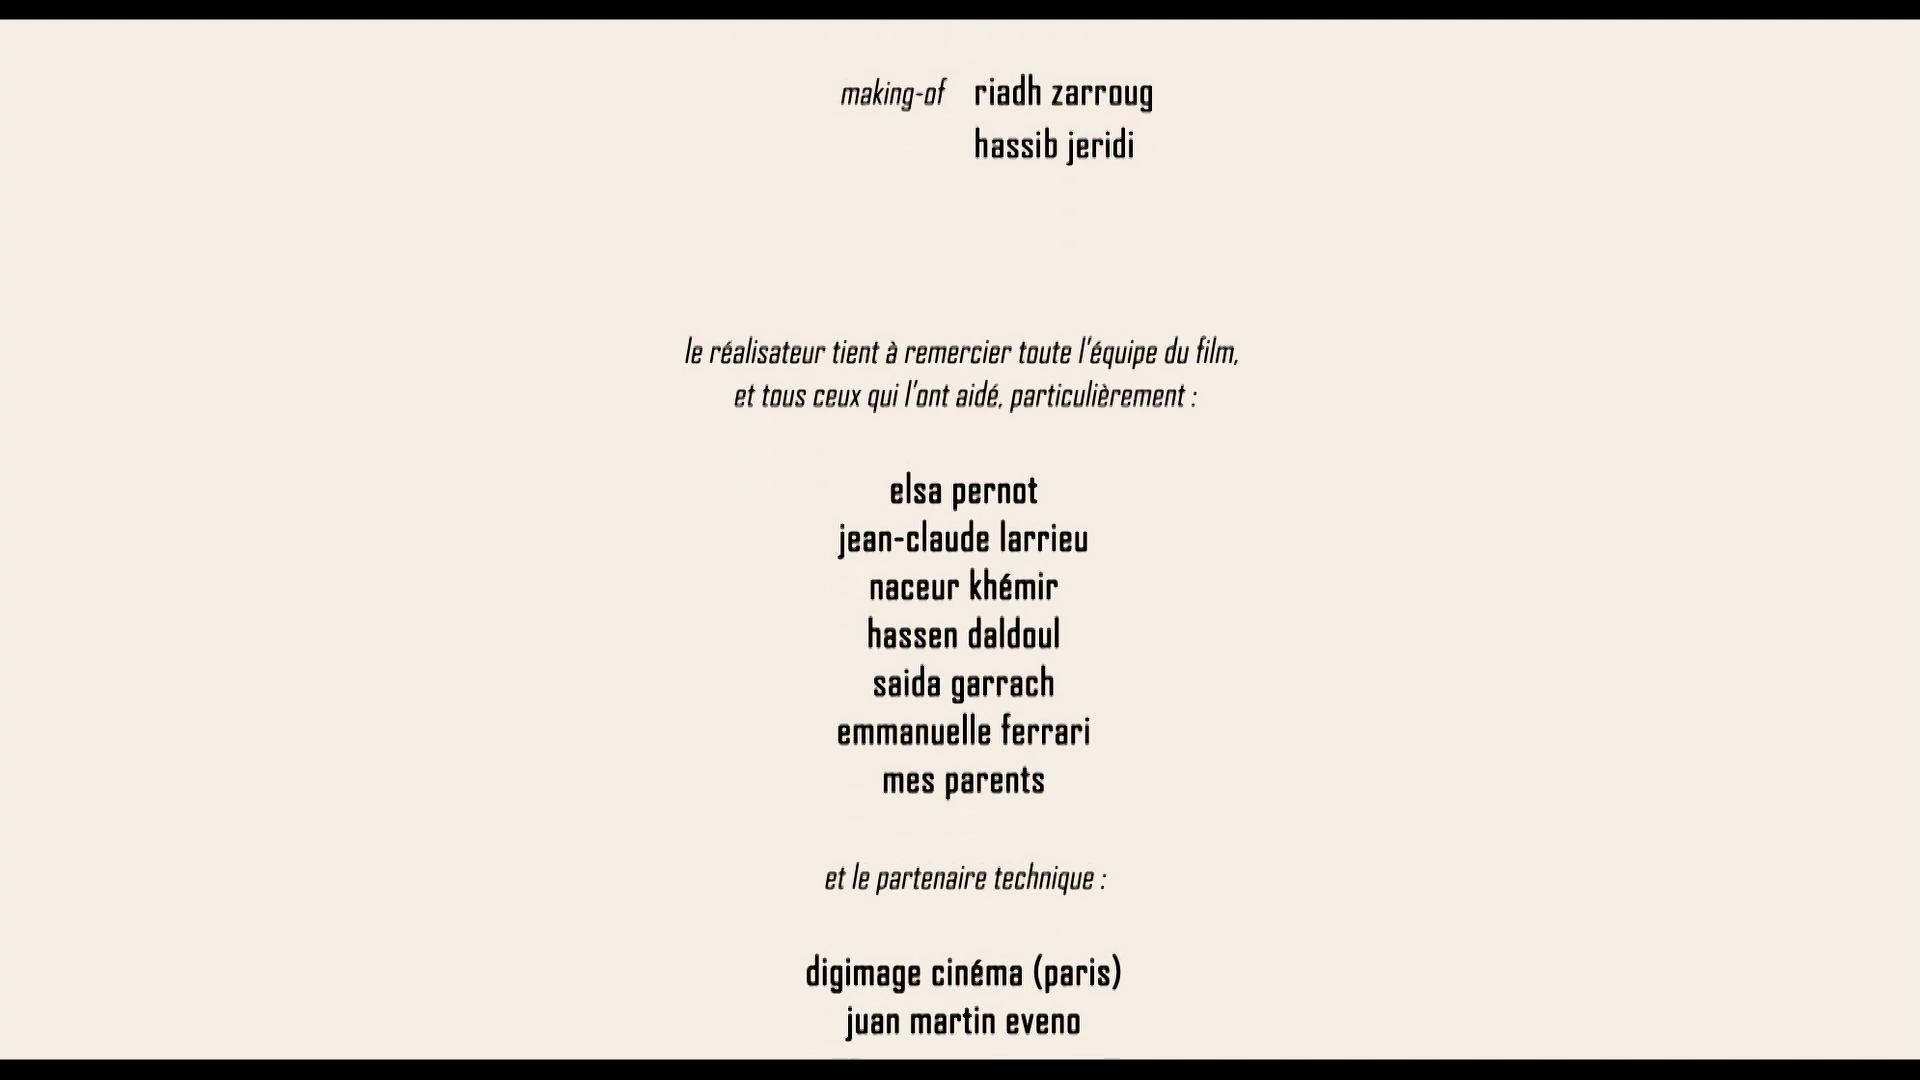 making-of riadh zarroug
hassib jeridi
le réalisateur tient à remercier toute l'équipe du film,
et tous ceux qui l'ont aidé, particulièrement :
elsa pernot
jean-claude larrieu
naceur khémir
hassen daldoul
saida garrach
emmanuelle ferrari
mes parents
et le partenaire technique :
digimage cinéma (paris)
juan martin eveno